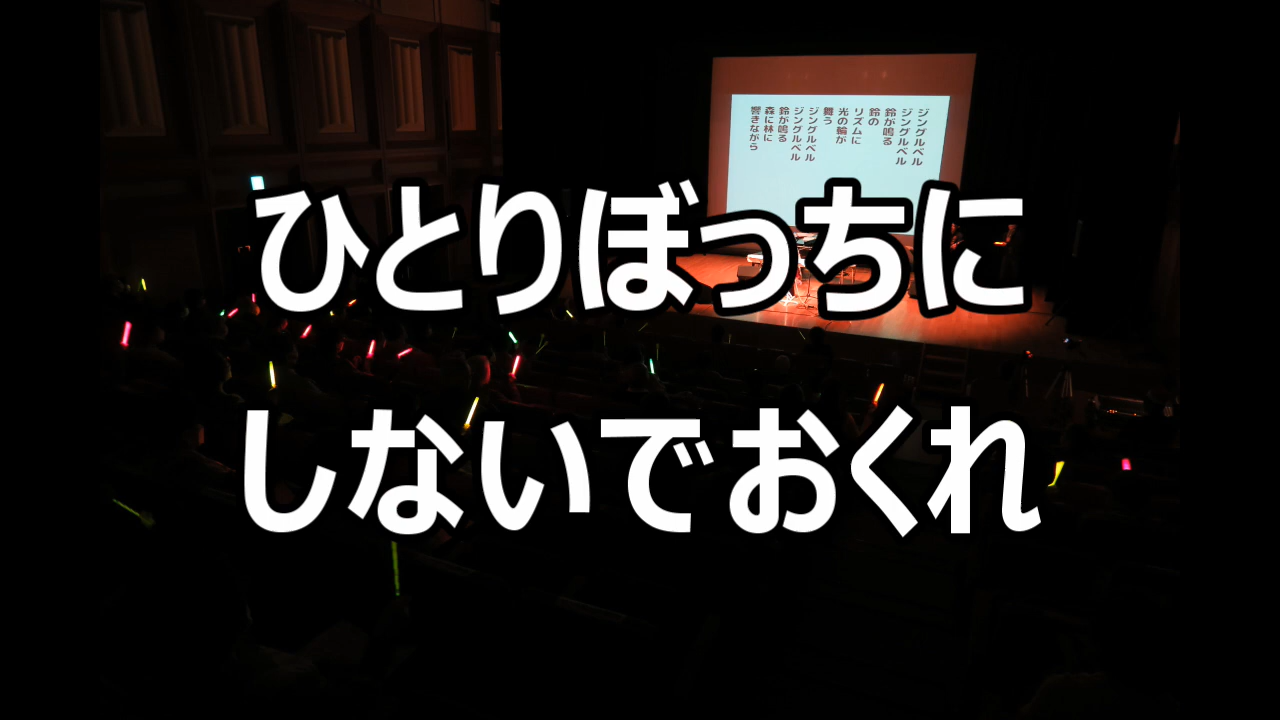 ひとりぼっちに
しないでおくれ
ジングルベル
ジングルベル
鈴が鳴る
鈴の
リズムに
光の輪が
舞う
ジングルベル
ジングルベル
鈴が鳴る
森に林に
響きながら